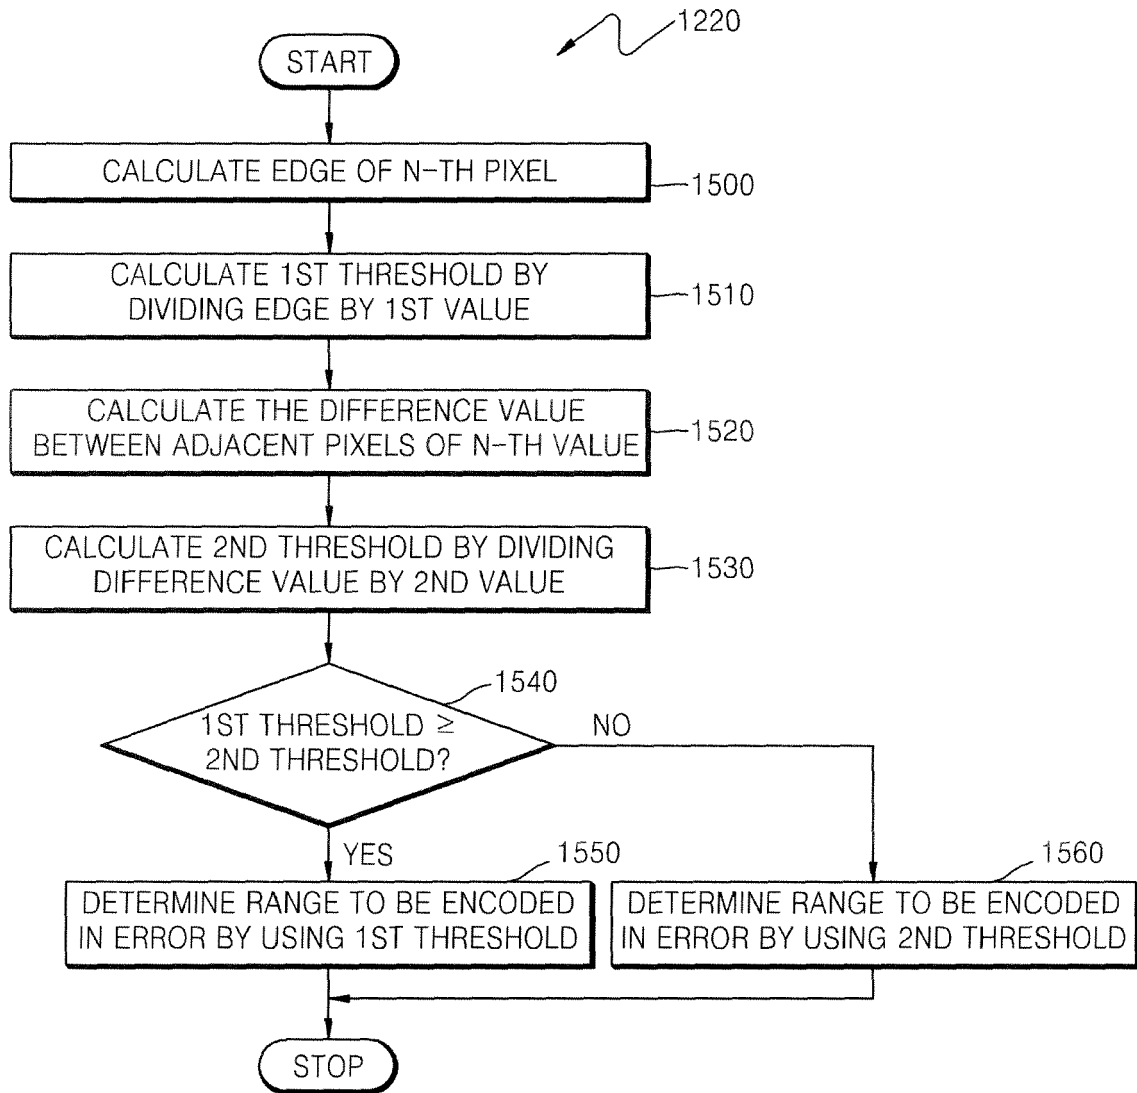 1220
START
CALCULATE EDGE OF N-TH PIXEL
1500
CALCULATE 1ST THRESHOLD BY
DIVIDING EDGE BY 1ST VALUE
1510
CALCULATE THE DIFFERENCE VALUE
BETWEEN ADJACENT PIXELS OF N-TH VALUE
1520
CALCULATE 2ND THRESHOLD BY DIVIDING
DIFFERENCE VALUE BY 2ND VALUE
1530
1540
1ST THRESHOLD ≥
2ND THRESHOLD?
NO
YES
1550
DETERMINE RANGE TO BE ENCODED
IN ERROR BY USING 1ST THRESHOLD
1560
DETERMINE RANGE TO BE ENCODED
IN ERROR BY USING 2ND THRESHOLD
STOP